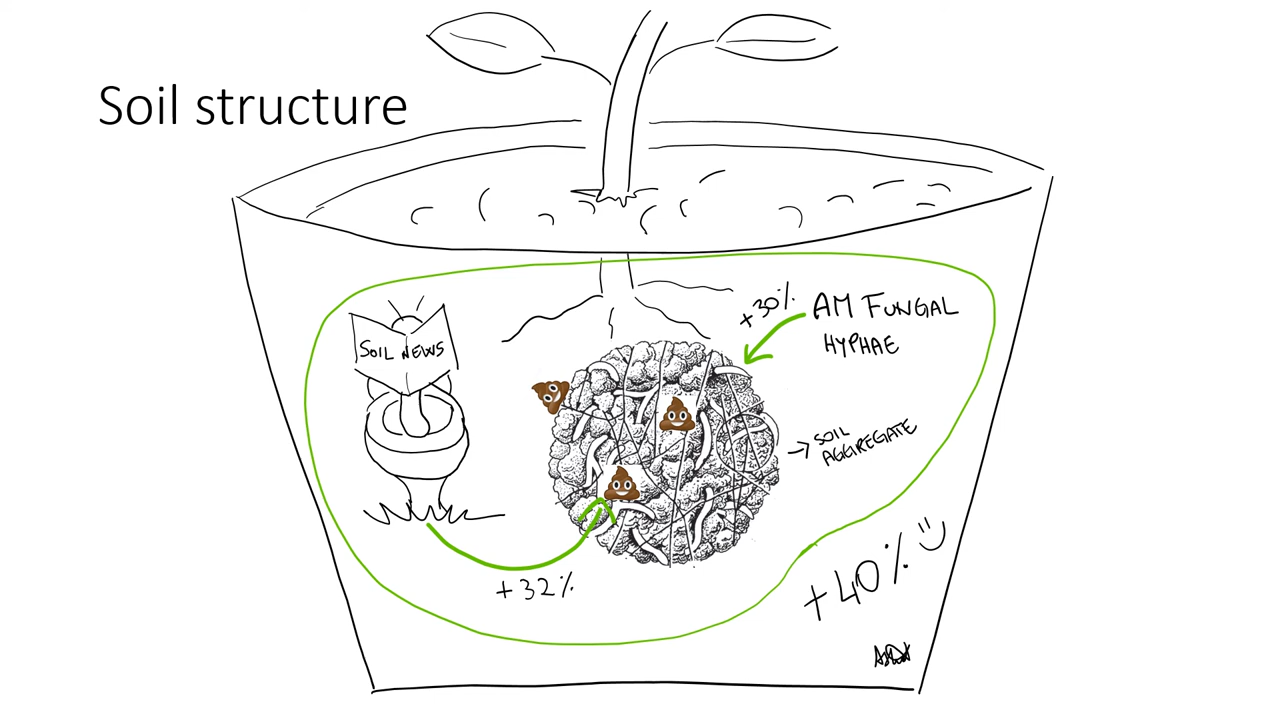 Soil structure
SOIL NEWS
+30%
AM FUNGAL
HYPHAE
→ SOIL
AGGREGATE
+32%
+40%